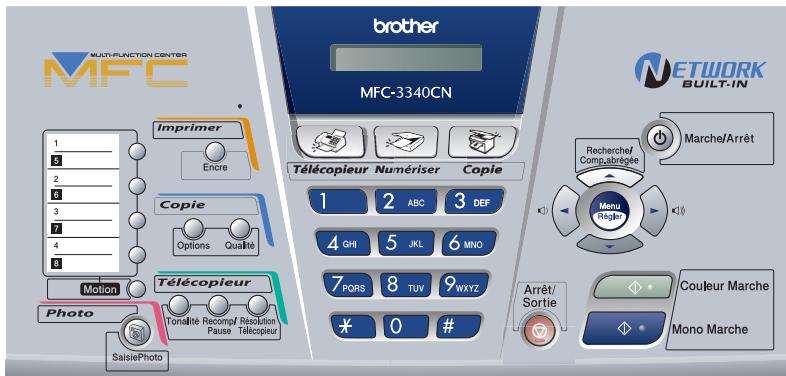 MULTI-FUNCTION CENTER
MFC
brother
MFC-3340CN
NETWORK
BUILT-IN
Imprimer
Encre
Copie
Options
Qualité
Télécopieur
Tonalité
Recomp/
Pause
Résolution
Télécopieur
1
5
2
6
3
7
4
8
Motion
Photo
SaisiePhoto
Télécopieur
Numériser
Copie
1
2 ABC
3 DEF
4 GHI
5 JKL
6 MNO
7 PQRS
8 TUV
9 WXYZ
*
0
#
Recherche/
Comp.abrégée
Menu
Régler
Marche/Arrêt
Arrêt/
Sortie
Couleur Marche
Mono Marche